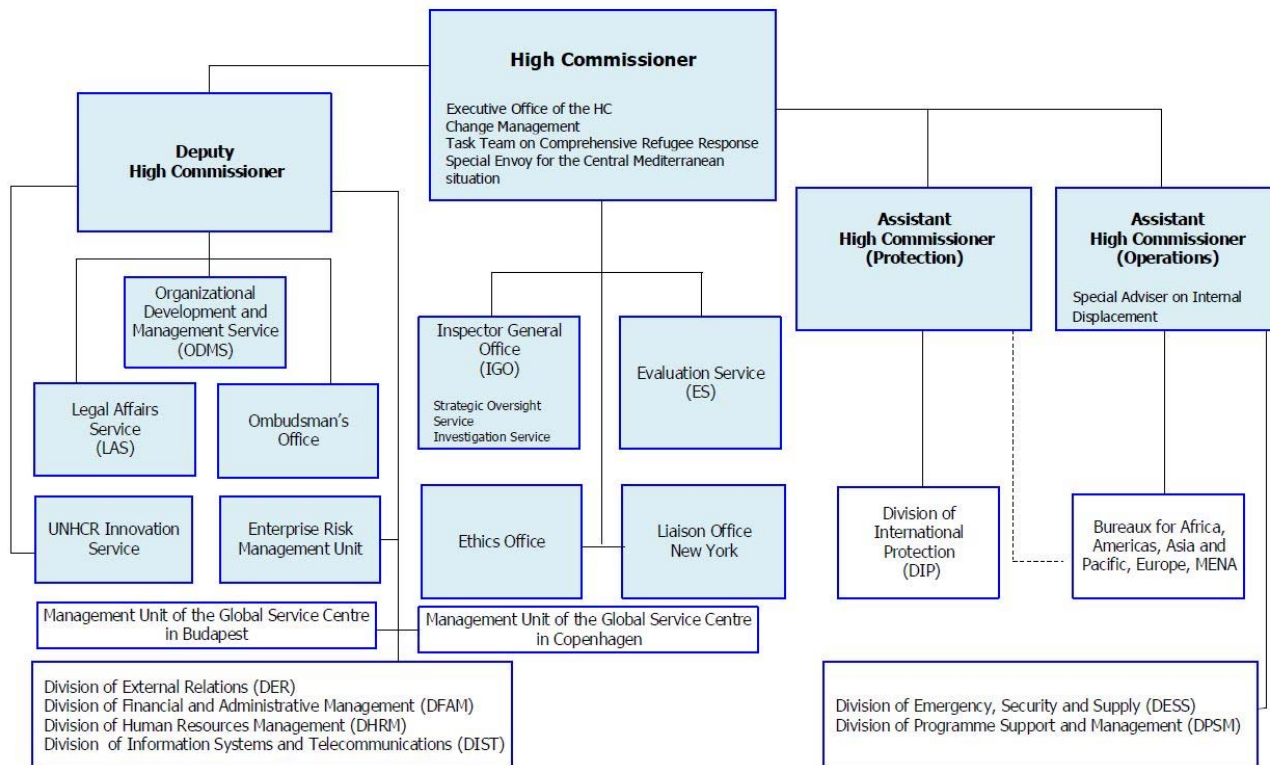 High Commissioner
Executive Office of the HC
Change Management
Task Team on Comprehensive Refugee Response
Special Envoy for the Central Mediterranean
situation
Deputy
High Commissioner
Assistant
High Commissioner
(Protection)
Assistant
High Commissioner
(Operations)
Special Adviser on Internal
Displacement
Organizational
Development and
Management Service
(ODMS)
Legal Affairs
Service
(LAS)
Ombudsman's
Office
UNHCR Innovation
Service
Enterprise Risk
Management Unit
Inspector General
Office
(IGO)
Strategic Oversight
Service
Investigation Service
Evaluation Service
(ES)
Ethics Office
Liaison Office
New York
Division of
International
Protection
(DIP)
Bureaux for Africa,
Americas, Asia and
Pacific, Europe, MENA
Management Unit of the Global Service Centre
in Budapest
Management Unit of the Global Service Centre
in Copenhagen
Division of External Relations (DER)
Division of Financial and Administrative Management (DFAM)
Division of Human Resources Management (DHRM)
Division of Information Systems and Telecommunications (DIST)
Division of Emergency, Security and Supply (DESS)
Division of Programme Support and Management (DPSM)